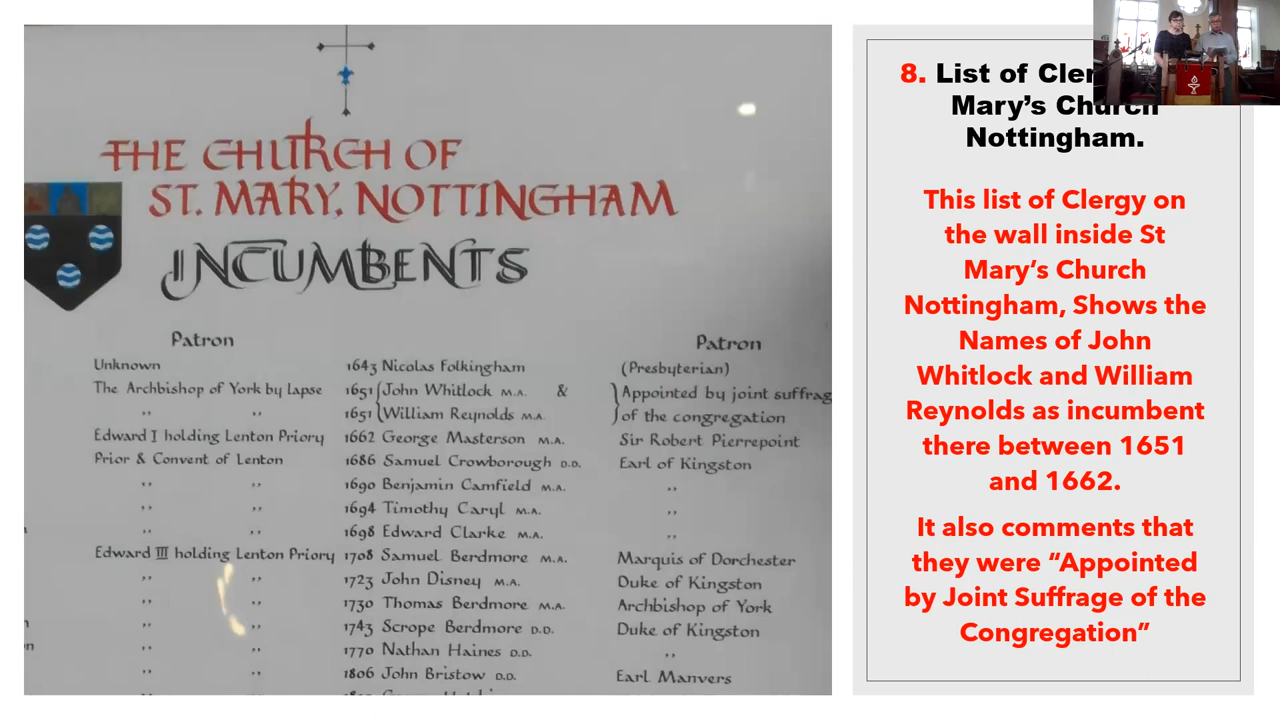 THE CHURCH OF
ST. MARY, NOTTINGHAM
INCUMBENTS
Patron
Unknown
The Archbishop of York by lapse
,, ,,
Edward I holding Lenton Priory
Prior & Convent of Lenton
,, ,,
,, ,,
,, ,,
Edward III holding Lenton Priory
,, ,,
,, ,,
,, ,,
,, ,,
,, ,,
1643 Nicolas Folkingham
1651 John Whitlock M.A. &
1651 William Reynolds M.A.
1662 George Masterson M.A.
1686 Samuel Crowborough D.D.
1690 Benjamin Camfield M.A.
1694 Timothy Caryl M.A.
1698 Edward Clarke M.A.
1708 Samuel Berdmore M.A.
1723 John Disney M.A.
1730 Thomas Berdmore M.A.
1743 Scrope Berdmore D.D.
1770 Nathan Haines D.D.
1806 John Bristow D.D.
Patron
(Presbyterian)
Appointed by joint suffrag
of the congregation
Sir Robert Pierrepoint
Earl of Kingston
,,
,,
,,
Marquis of Dorchester
Duke of Kingston
Archbishop of York
Duke of Kingston
,,
Earl Manvers
8. List of Cler
Mary's Church
Nottingham.
This list of Clergy on
the wall inside St
Mary's Church
Nottingham, Shows the
Names of John
Whitlock and William
Reynolds as incumbent
there between 1651
and 1662.
It also comments that
they were "Appointed
by Joint Suffrage of the
Congregation"